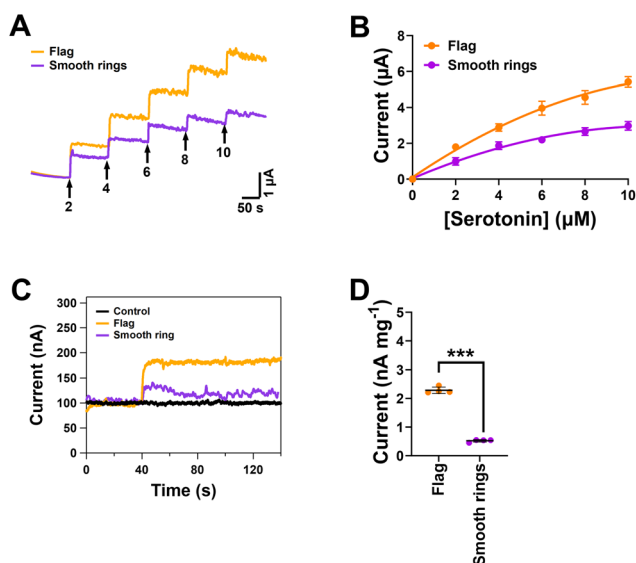 A
Flag
Smooth rings
2
4
6
8
10
1 µA
50 s
B
Current (µA)
8
6
4
2
0
Flag
Smooth rings
0
2
4
6
8
10
[Serotonin] (µM)
C
Current (nA)
300
250
200
150
100
50
0
Control
Flag
Smooth ring
0
40
80
120
Time (s)
D
Current (nA mg-1)
5
4
3
2
1
0
***
Flag
Smooth rings